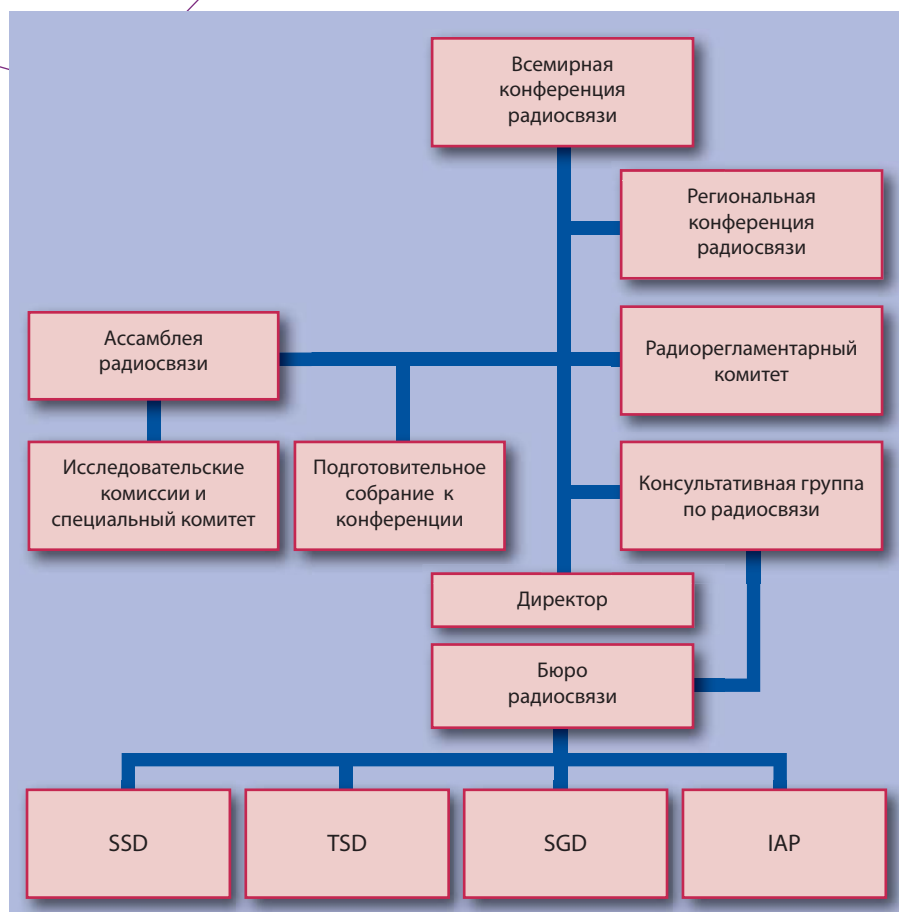 Всемирная
конференция
радиосвязи
Региональная
конференция
радиосвязи
Ассамблея
радиосвязи
Радиорегламентарный
комитет
Исследовательские
комиссии и
специальный комитет
Подготовительное
собрание к
конференции
Консультативная группа
по радиосвязи
Директор
Бюро
радиосвязи
SSD
TSD
SGD
IAP